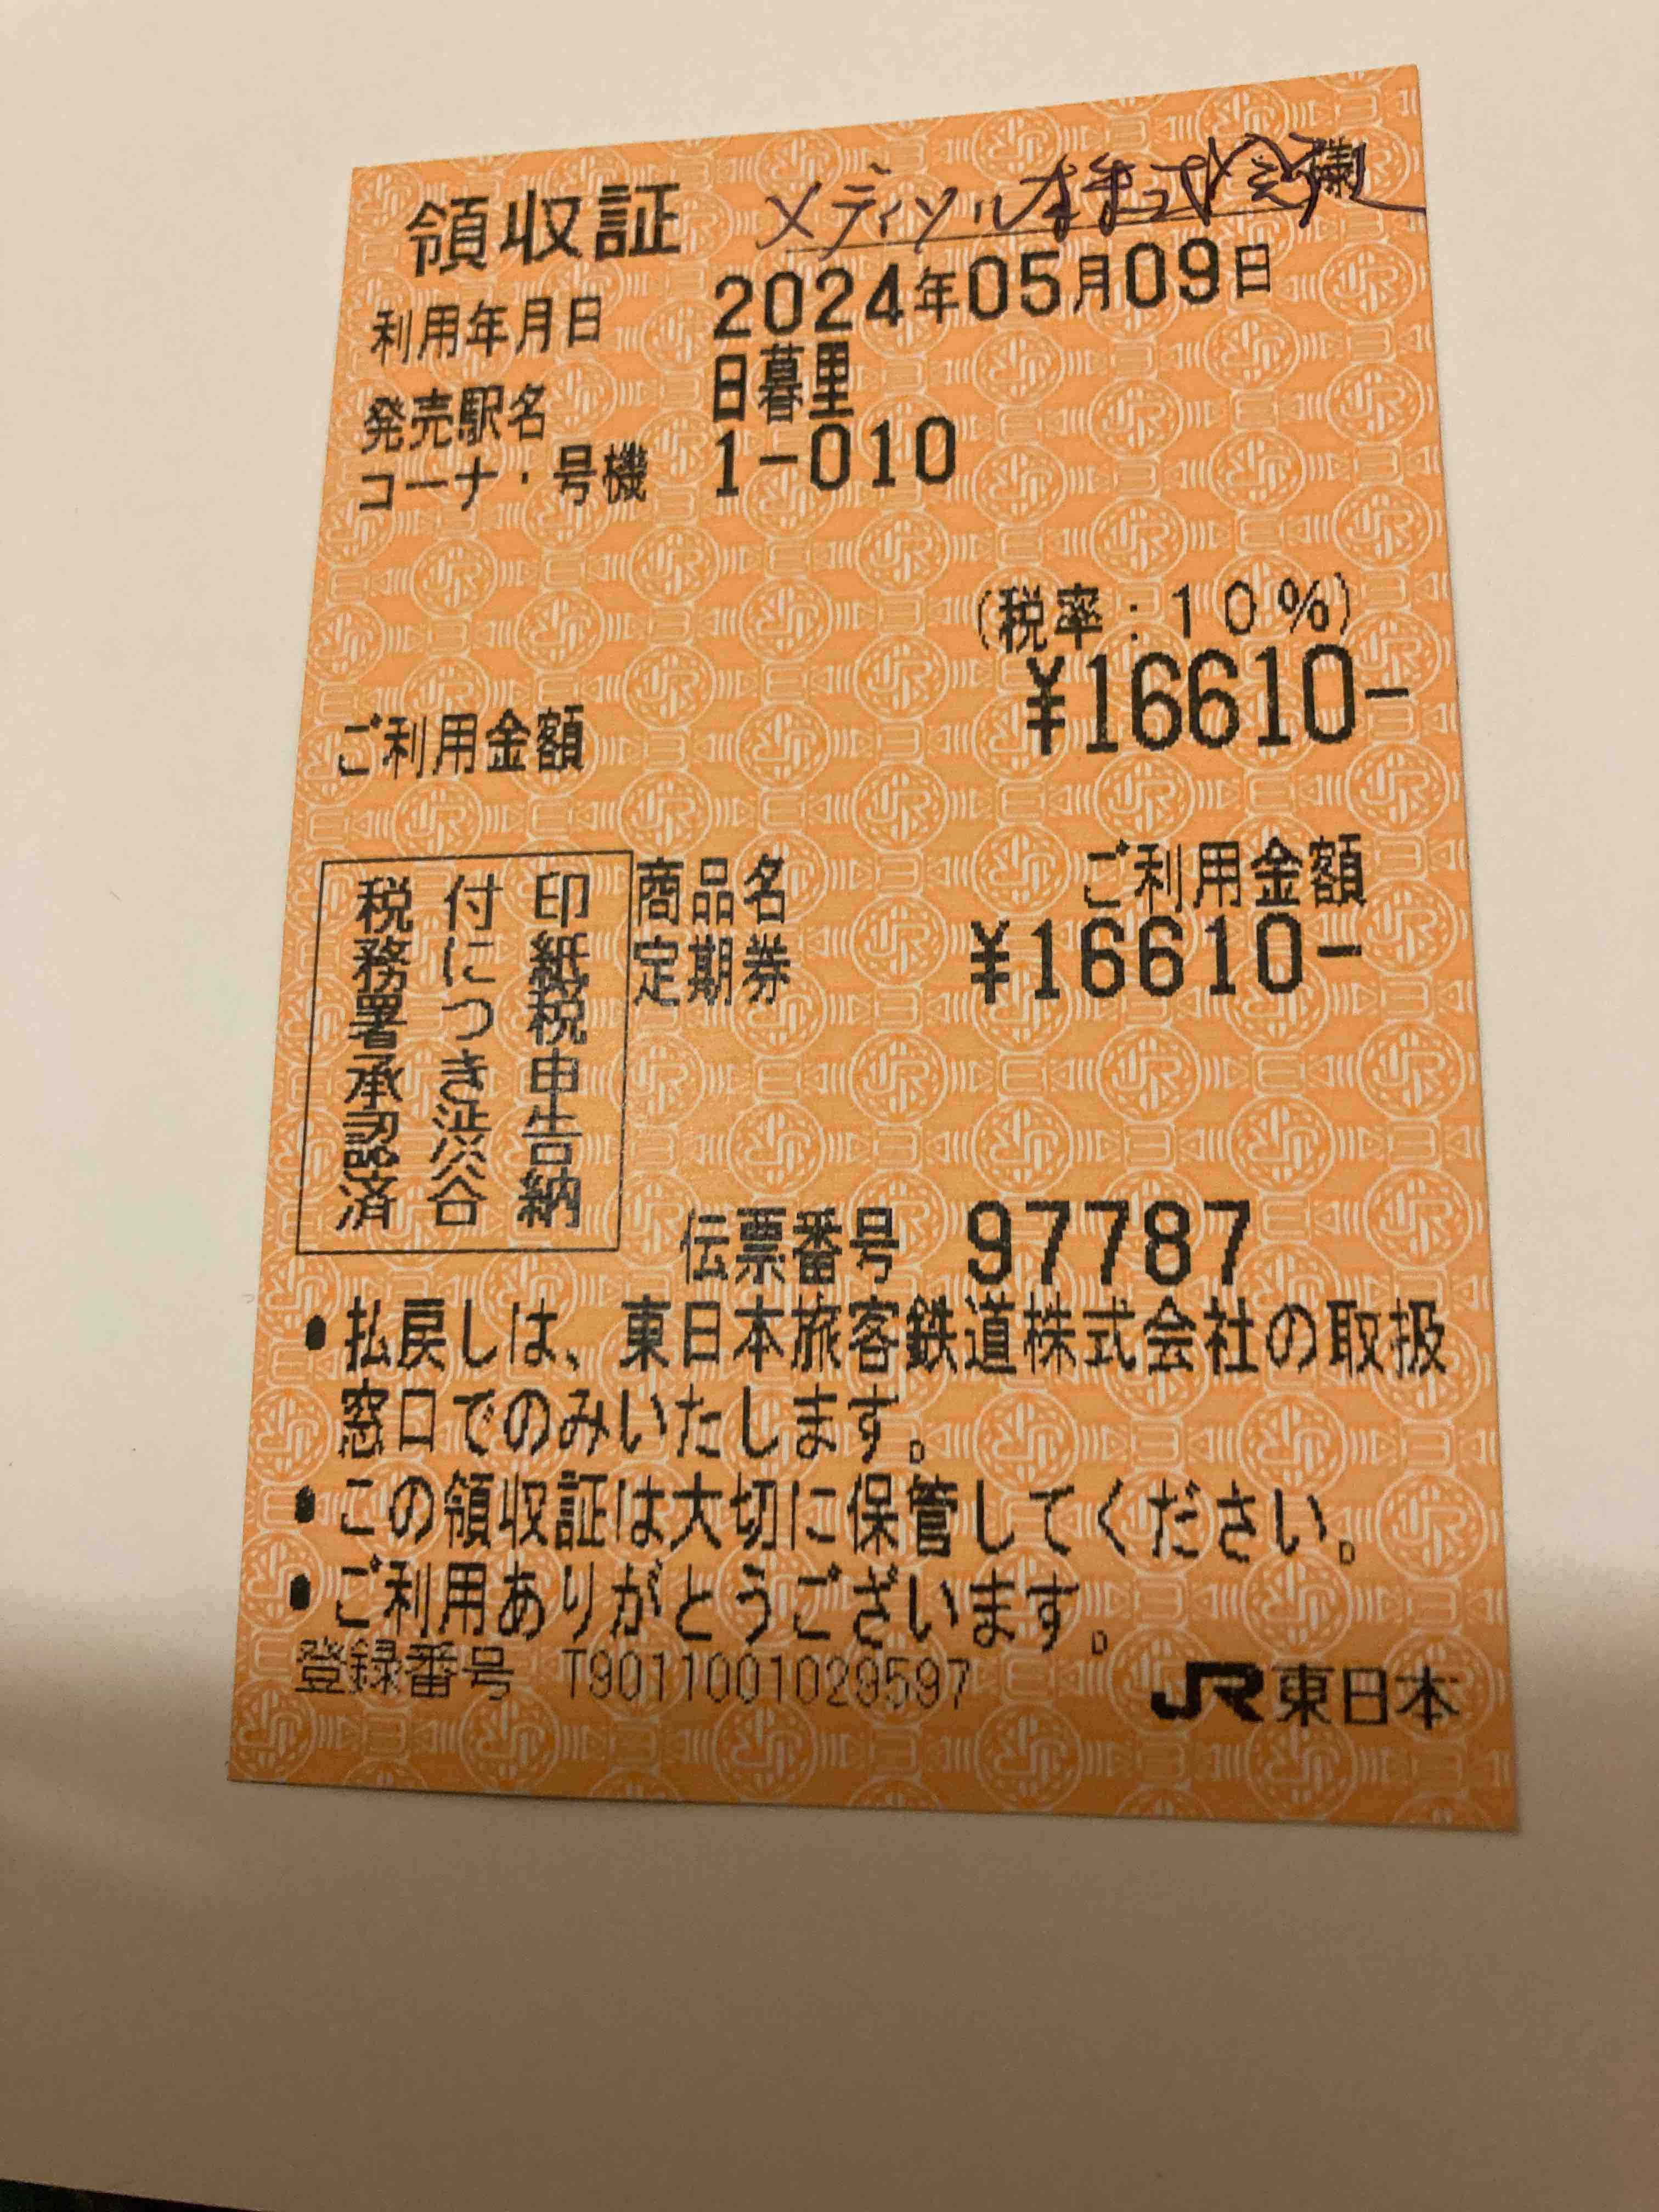 領収証 メディソル株式会社 様
利用年月日 2024年05月09日
発売駅名 日暮里
コーナ・号機 1-010
(税率:10%)
ご利用金額 ¥16610-
印紙税申告納
付につき渋谷
税務署承認済
商品名 ご利用金額
定期券 ¥16610-
伝票番号 97787
•払戻しは、東日本旅客鉄道株式会社の取扱
窓口でのみいたします。
•この領収証は大切に保管してください。
•ご利用ありがとうございます。
登録番号 T9011001029597
JR東日本